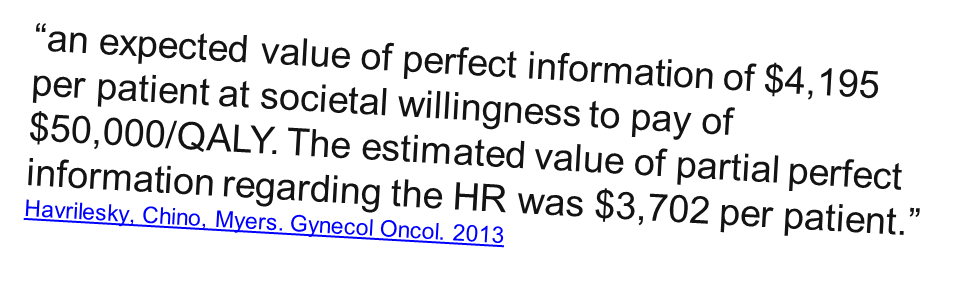 “an expected value of perfect information of $4,195
per patient at societal willingness to pay of
$50,000/QALY. The estimated value of partial perfect
information regarding the HR was $3,702 per patient.”
Havrilesky, Chino, Myers. Gynecol Oncol. 2013